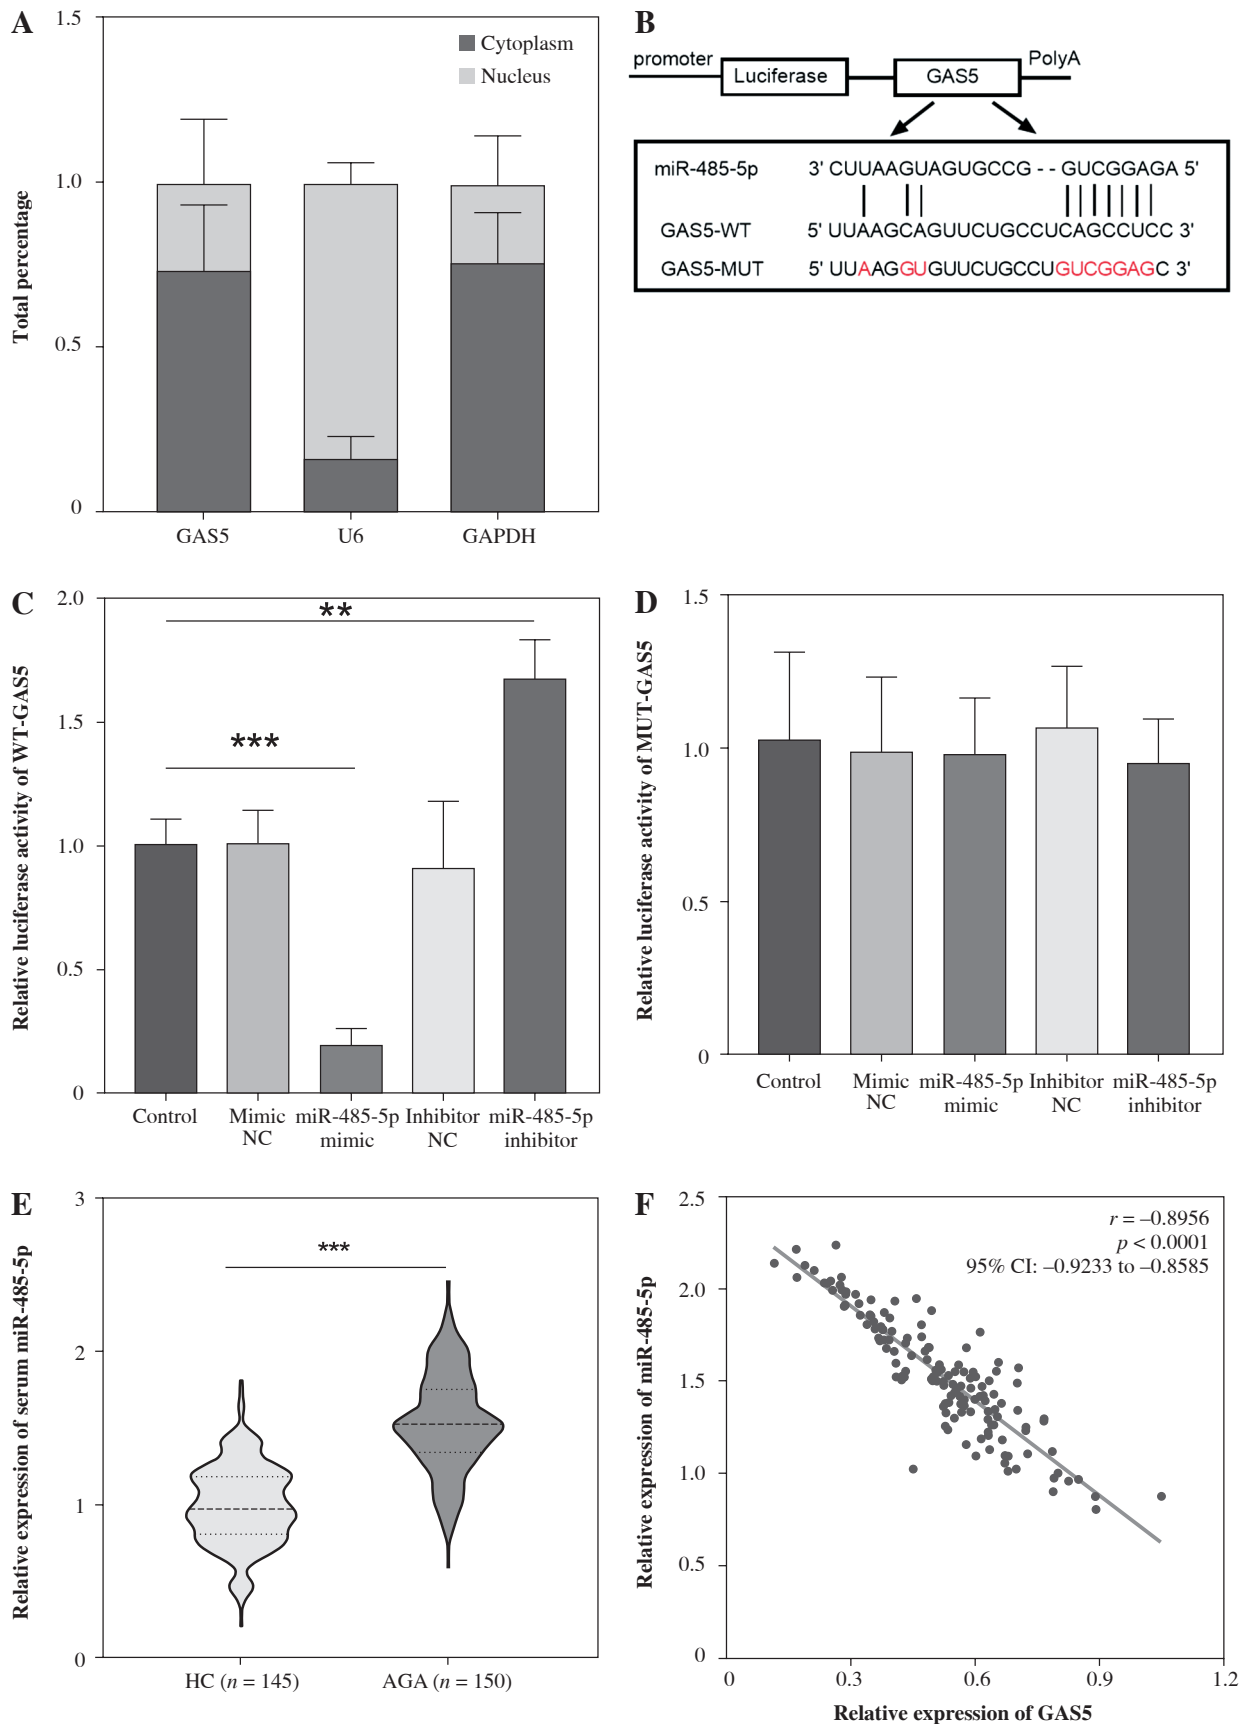 A
1.5
Cytoplasm
Nucleus
1.0
0.5
0
Total percentage
GAS5 U6 GAPDH
B
promoter Luciferase GAS5 PolyA
miR-485-5p 3' CUUAAGUAGUGCCG - - GUCGGAGA 5'
GAS5-WT 5' UUAAGCAGUUCUGCCUCAGCCUCC 3'
GAS5-MUT 5' UUAAGGUGUUCUGCCUGUCGGAGC 3'
C
2.0
1.5
1.0
0.5
0
Relative luciferase activity of WT-GAS5
**
***
Control Mimic NC miR-485-5p mimic Inhibitor NC miR-485-5p inhibitor
D
1.5
1.0
0.5
0
Relative luciferase activity of MUT-GAS5
Control Mimic NC miR-485-5p mimic Inhibitor NC miR-485-5p inhibitor
E
3
2
1
0
Relative expression of serum miR-485-5p
***
HC (n = 145) AGA (n = 150)
F
2.5
2.0
1.5
1.0
0.5
0
Relative expression of miR-485-5p
r = –0.8956
p < 0.0001
95% CI: –0.9233 to –0.8585
0 0.3 0.6 0.9 1.2
Relative expression of GAS5